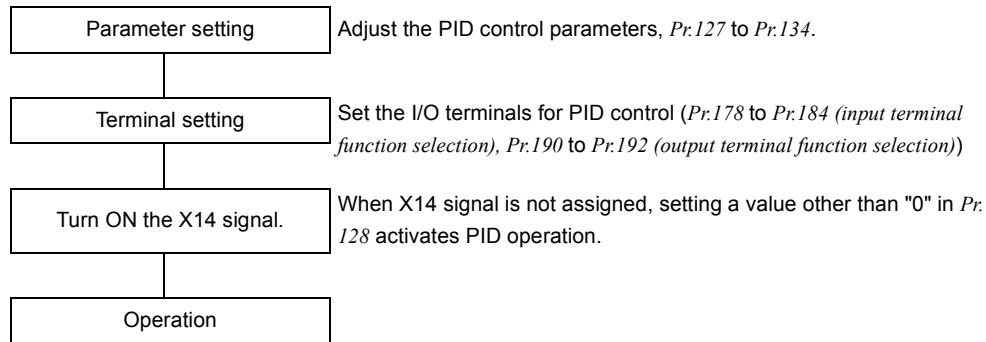 Parameter setting
Adjust the PID control parameters, Pr.127 to Pr.134.
Terminal setting
Set the I/O terminals for PID control (Pr.178 to Pr.184 (input terminal
function selection), Pr.190 to Pr.192 (output terminal function selection))
Turn ON the X14 signal.
When X14 signal is not assigned, setting a value other than "0" in Pr.
128 activates PID operation.
Operation